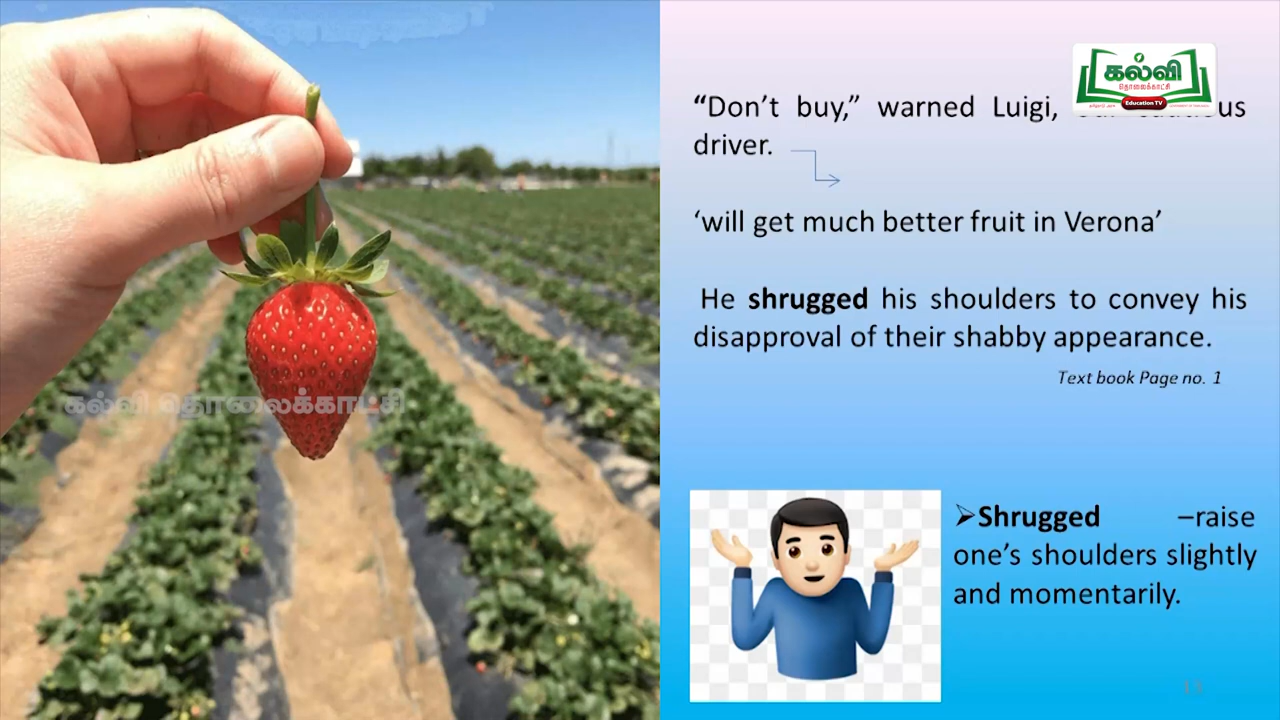 கல்வி
தொலைக்காட்சி
Education TV
“Don’t buy,” warned Luigi, our cautious
driver.
‘will get much better fruit in Verona’
He shrugged his shoulders to convey his
disapproval of their shabby appearance.
Text book Page no. 1
கல்வி தொலைக்காட்சி
➢Shrugged –raise
one’s shoulders slightly
and momentarily.